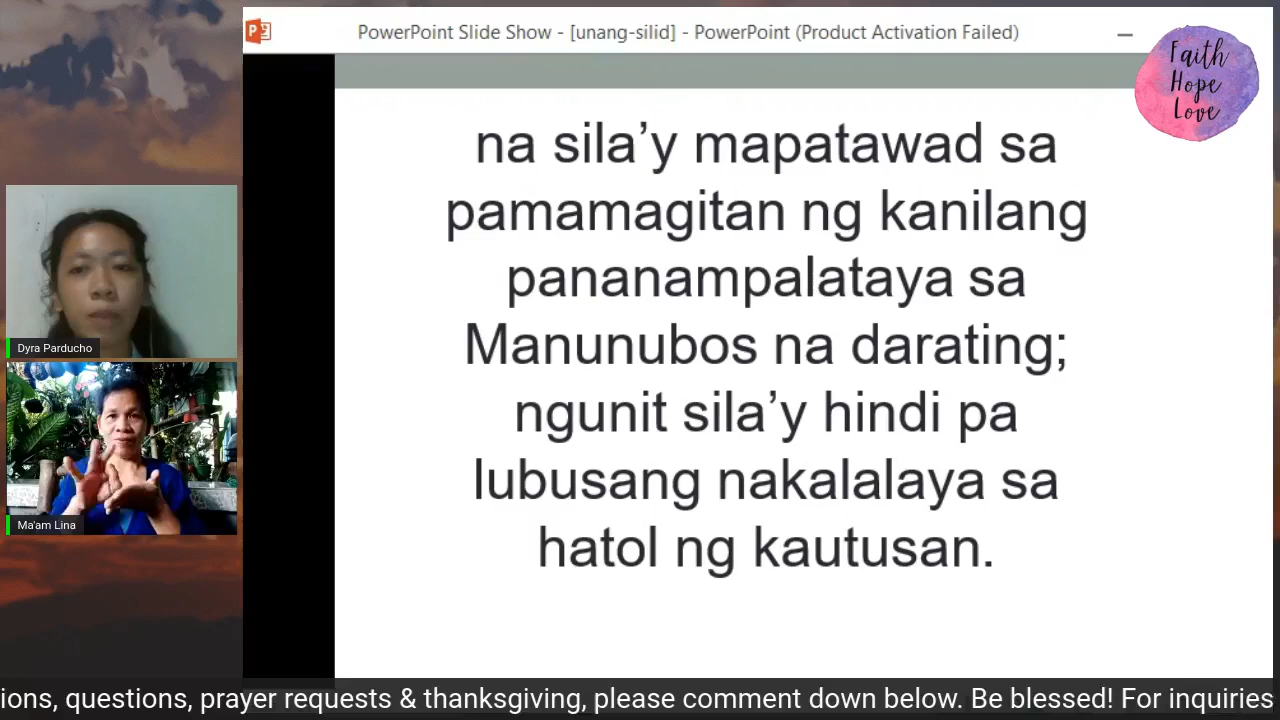 PowerPoint Slide Show - [unang-silid] - PowerPoint (Product Activation Failed)
Faith
Hope
Love
na sila’y mapatawad sa
pamamagitan ng kanilang
pananampalataya sa
Manunubos na darating;
ngunit sila’y hindi pa
lubusang nakalalaya sa
hatol ng kautusan.
Dyra Parducho
Ma'am Lina
ions, questions, prayer requests & thanksgiving, please comment down below. Be blessed! For inquiries